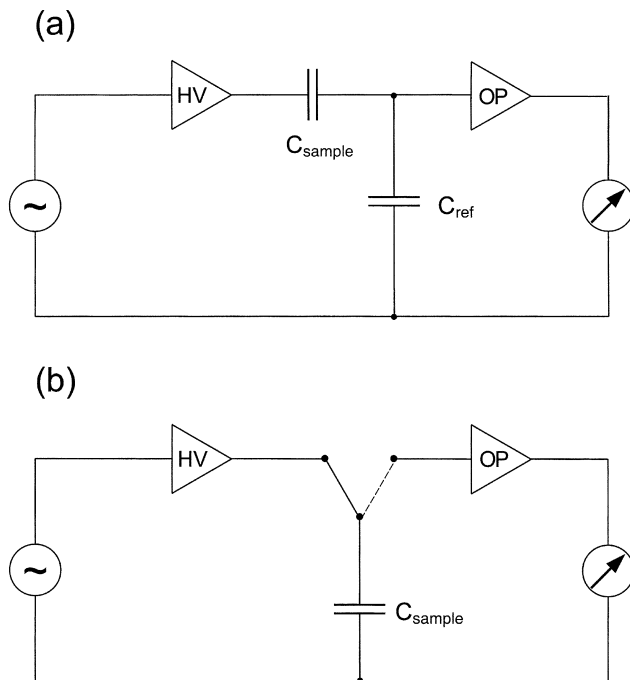 (a)
HV
OP
C_sample
~
C_ref
(b)
HV
OP
~
C_sample